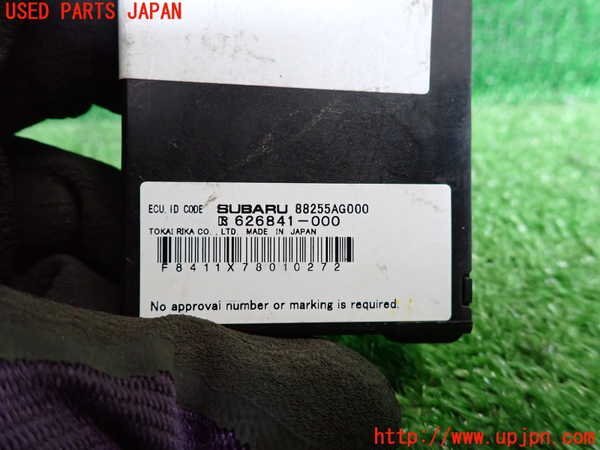 USED PARTS JAPAN
ECU. ID CODE SUBARU 88255AG000
626841-000
TOKAI RIKA CO., LTD. MADE IN JAPAN
F8411X78010272
No approval number or marking is required.
http://www.upjpn.com